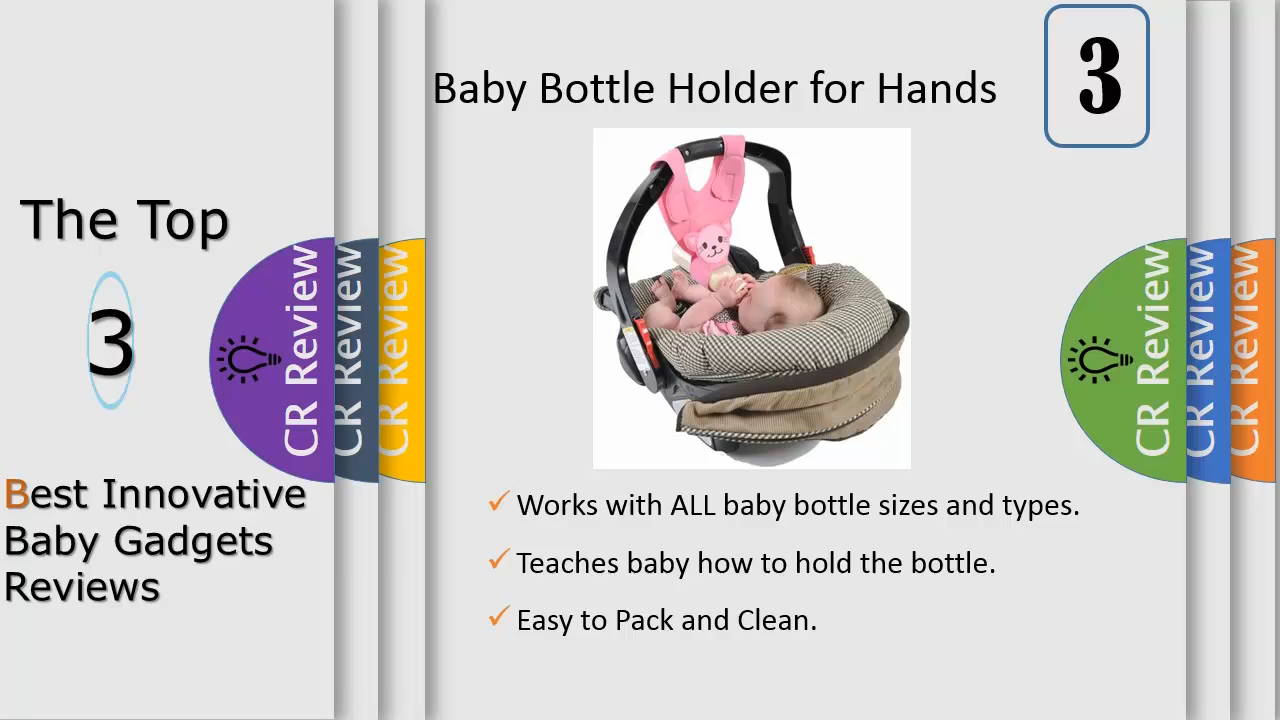 Baby Bottle Holder for Hands
3
The Top
3
Best Innovative
Baby Gadgets
Reviews
CR Review
CR Review
CR Review
CR Review
CR Review
CR Review
✓ Works with ALL baby bottle sizes and types.
✓ Teaches baby how to hold the bottle.
✓ Easy to Pack and Clean.